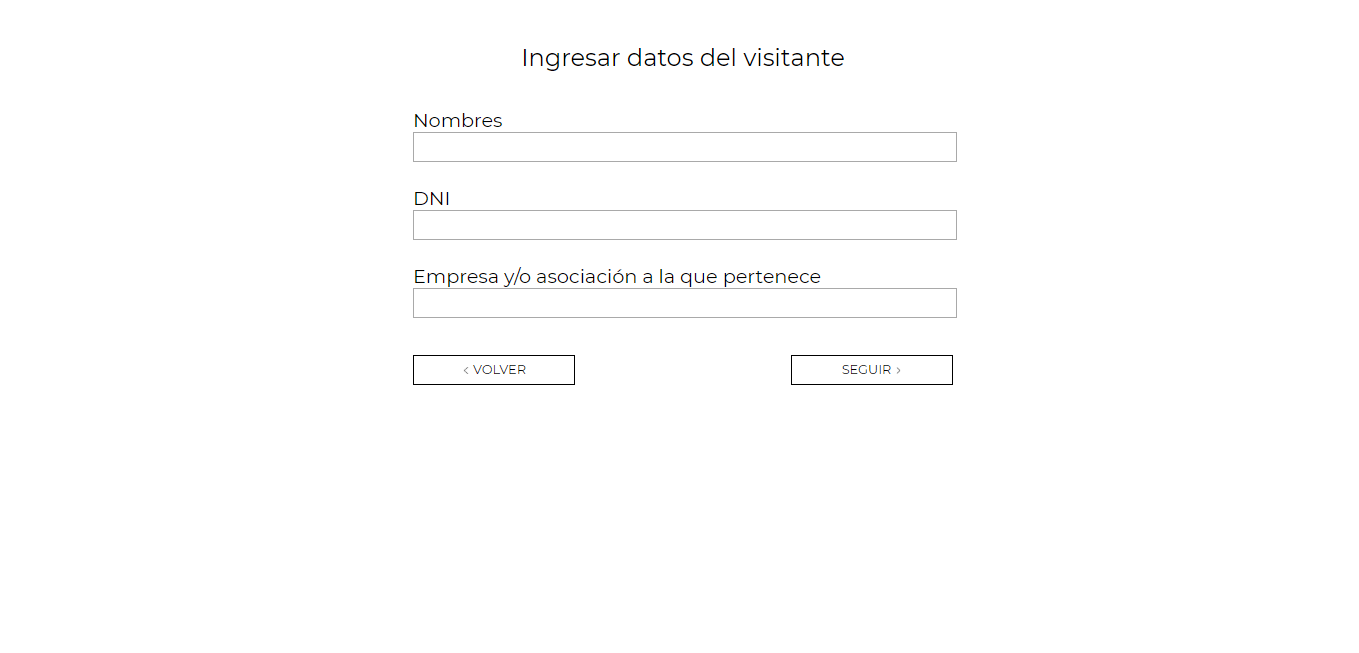 Ingresar datos del visitante
Nombres
DNI
Empresa y/o asociación a la que pertenece
‹ VOLVER
SEGUIR ›